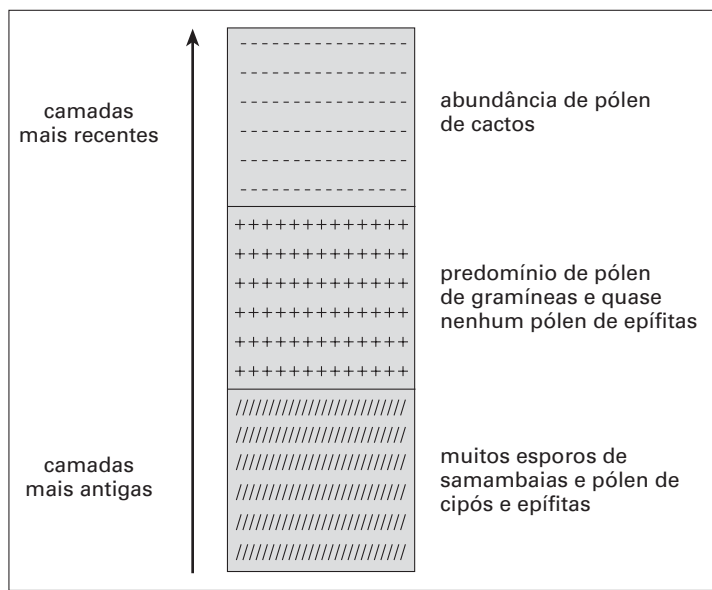 camadas
mais recentes
abundância de pólen
de cactos
predomínio de pólen
de gramíneas e quase
nenhum pólen de epífitas
camadas
mais antigas
muitos esporos de
samambaias e pólen de
cipós e epífitas